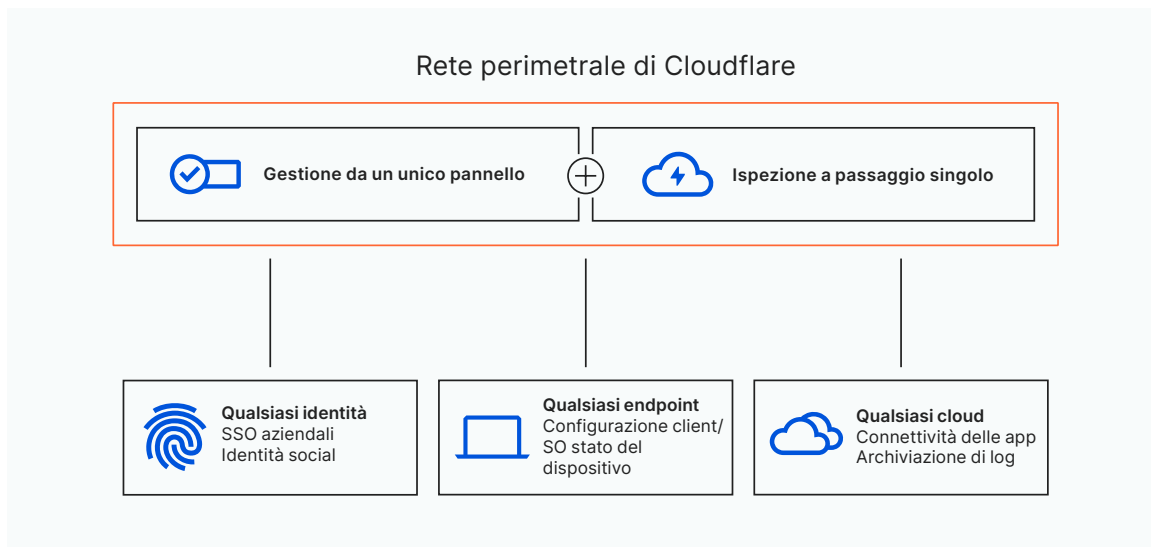 Rete perimetrale di Cloudflare
Gestione da un unico pannello
Ispezione a passaggio singolo
Qualsiasi identità
SSO aziendali
Identità social
Qualsiasi endpoint
Configurazione client/
SO stato del
dispositivo
Qualsiasi cloud
Connettività delle app
Archiviazione di log